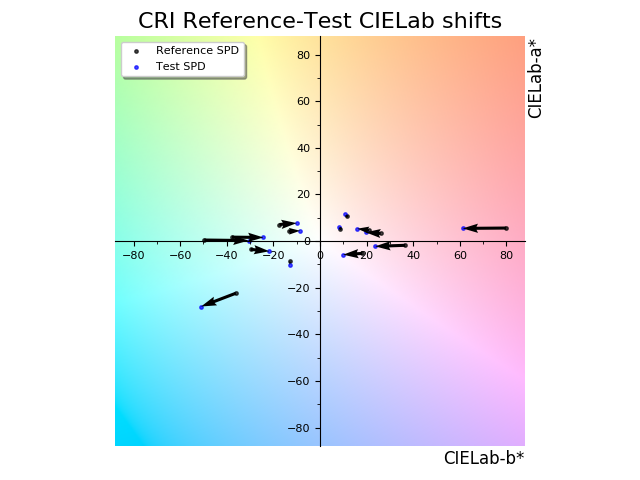 CRI Reference-Test CIELab shifts
Reference SPD
Test SPD
CIELab-a*
80
60
40
20
0
−80 −60 −40 −20 0 20 40 60 80
−20
−40
−60
−80
CIELab-b*